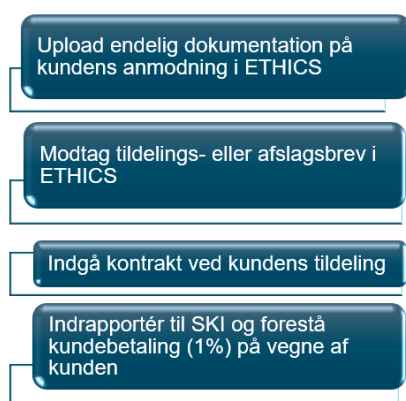 Upload endelig dokumentation på
kundens anmodning i ETHICS
Modtag tildelings- eller afslagsbrev i
ETHICS
Indgå kontrakt ved kundens tildeling
Indrapportér til SKI og forestå
kundebetaling (1%) på vegne af
kunden